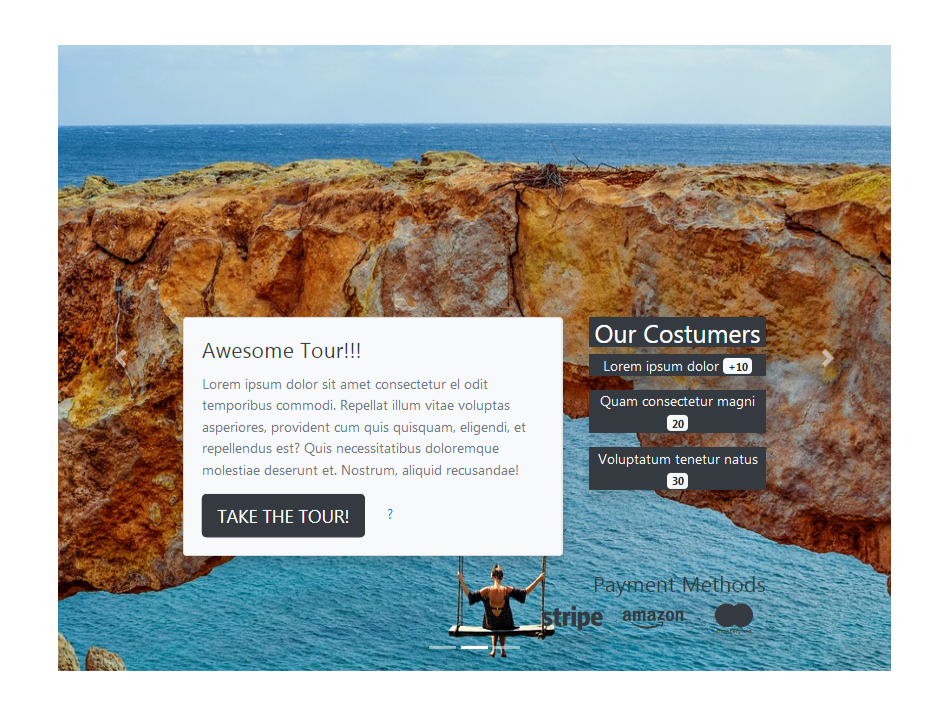 Awesome Tour!!!
Lorem ipsum dolor sit amet consectetur el odit
temporibus commodi. Repellat illum vitae voluptas
asperiores, provident cum quis quisquam, eligendi, et
repellendus est? Quis necessitatibus doloremque
molestiae deserunt et. Nostrum, aliquid recusandae!
TAKE THE TOUR! ?
Our Costumers
Lorem ipsum dolor +10
Quam consectetur magni
20
Voluptatum tenetur natus
30
Payment Methods
stripe amazon